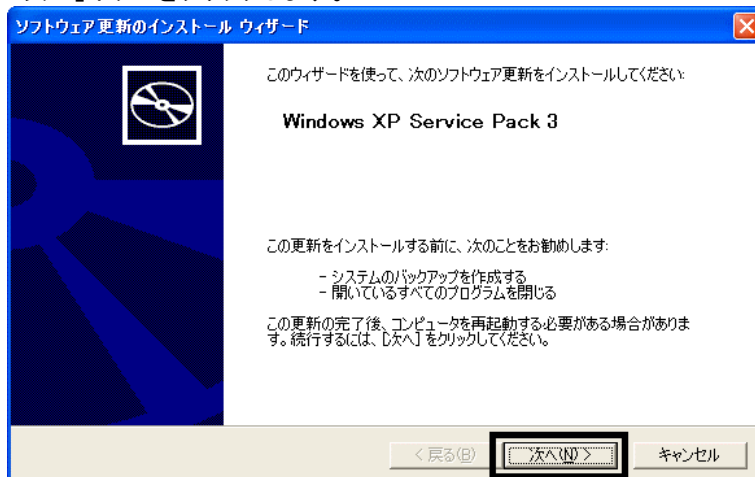 ソフトウェア更新のインストール ウィザード
このウィザードを使って、次のソフトウェア更新をインストールしてください:
Windows XP Service Pack 3
この更新をインストールする前に、次のことをお勧めします:
- システムのバックアップを作成する
- 開いているすべてのプログラムを閉じる
この更新の完了後、コンピュータを再起動する必要がある場合がありま
す。続行するには、[次へ] をクリックしてください。
< 戻る(B)
次へ(N) >
キャンセル